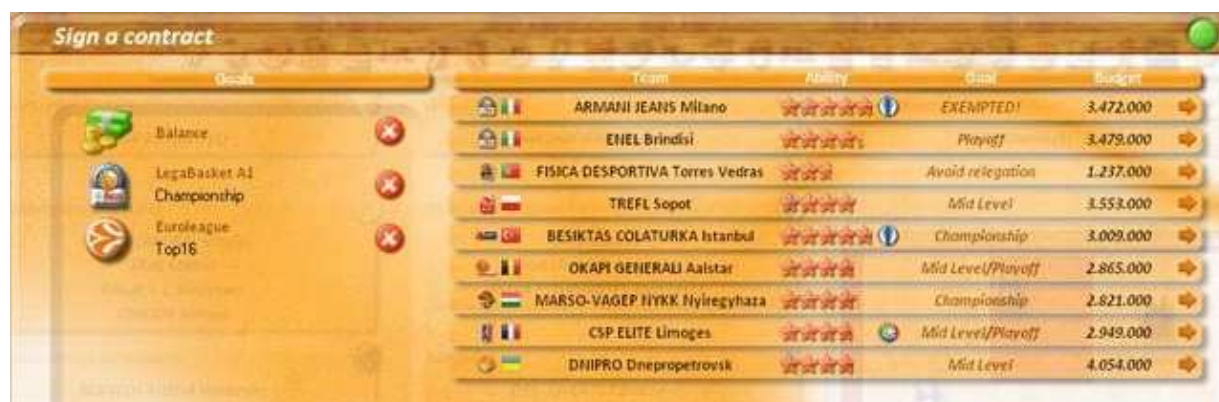 Sign a contract
Goals
Balance
LegaBasket A1
Championship
Euroleague
Top16
Team Ability Goal Budget
ARMANI JEANS Milano EXEMPTED! 3.472.000
ENEL Brindisi Playoff 3.479.000
FISICA DESPORTIVA Torres Vedras Avoid relegation 1.237.000
TREFL Sopot Mid Level 3.553.000
BESIKTAS COLATURKA Istanbul Championship 3.009.000
OKAPI GENERALI Aalstar Mid Level/Playoff 2.865.000
MARSO-VAGEP NYKK Nyiregyhaza Championship 2.821.000
CSP ELITE Limoges Mid Level/Playoff 2.949.000
DNIPRO Dnepropetrovsk Mid Level 4.054.000